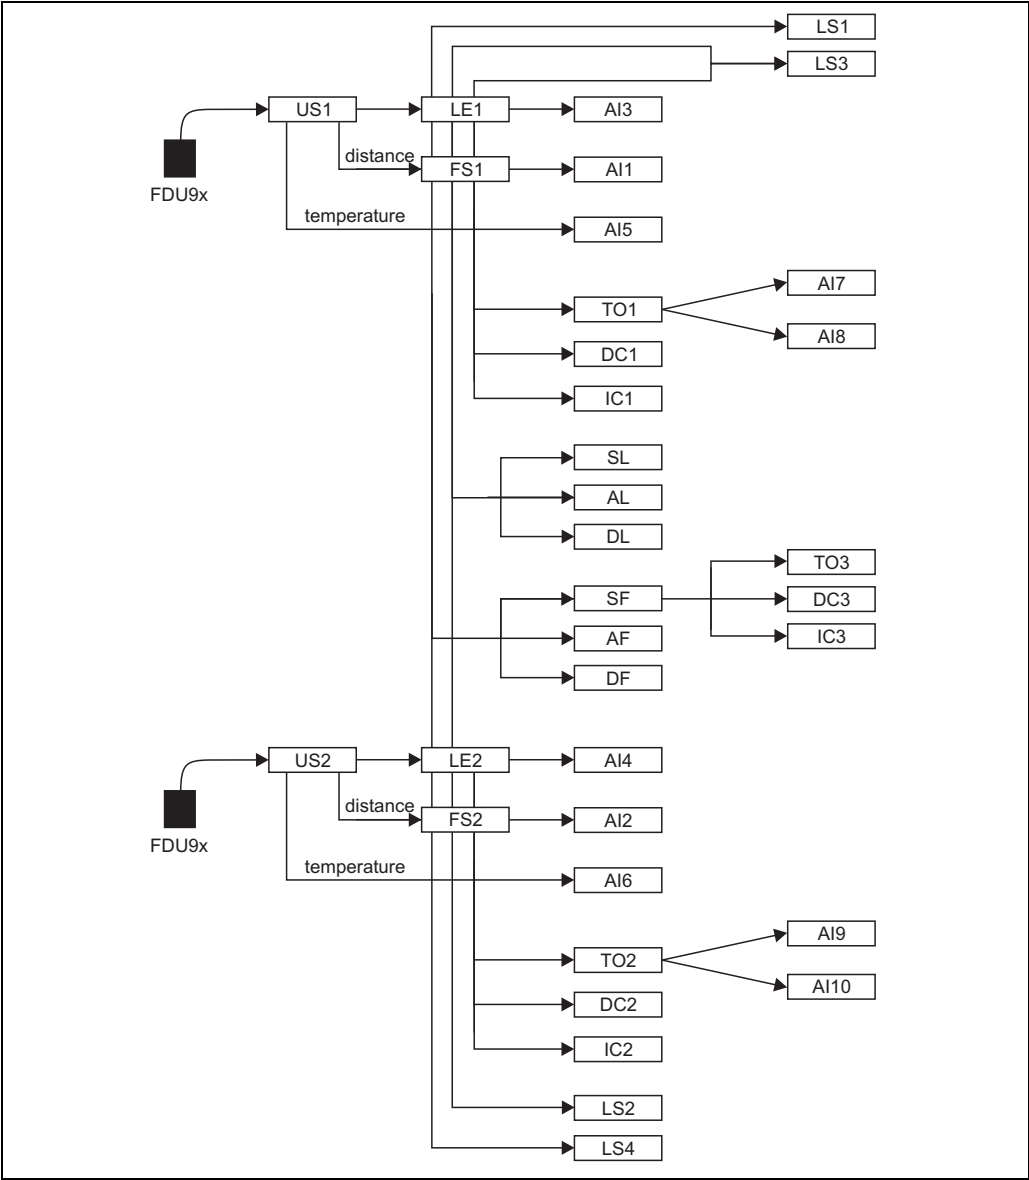 LS1
LS3
US1
LE1
AI3
distance
FS1
AI1
FDU9x
temperature
AI5
AI7
TO1
AI8
DC1
IC1
SL
AL
DL
TO3
SF
DC3
AF
IC3
DF
US2
LE2
AI4
distance
FS2
AI2
FDU9x
temperature
AI6
AI9
TO2
AI10
DC2
IC2
LS2
LS4